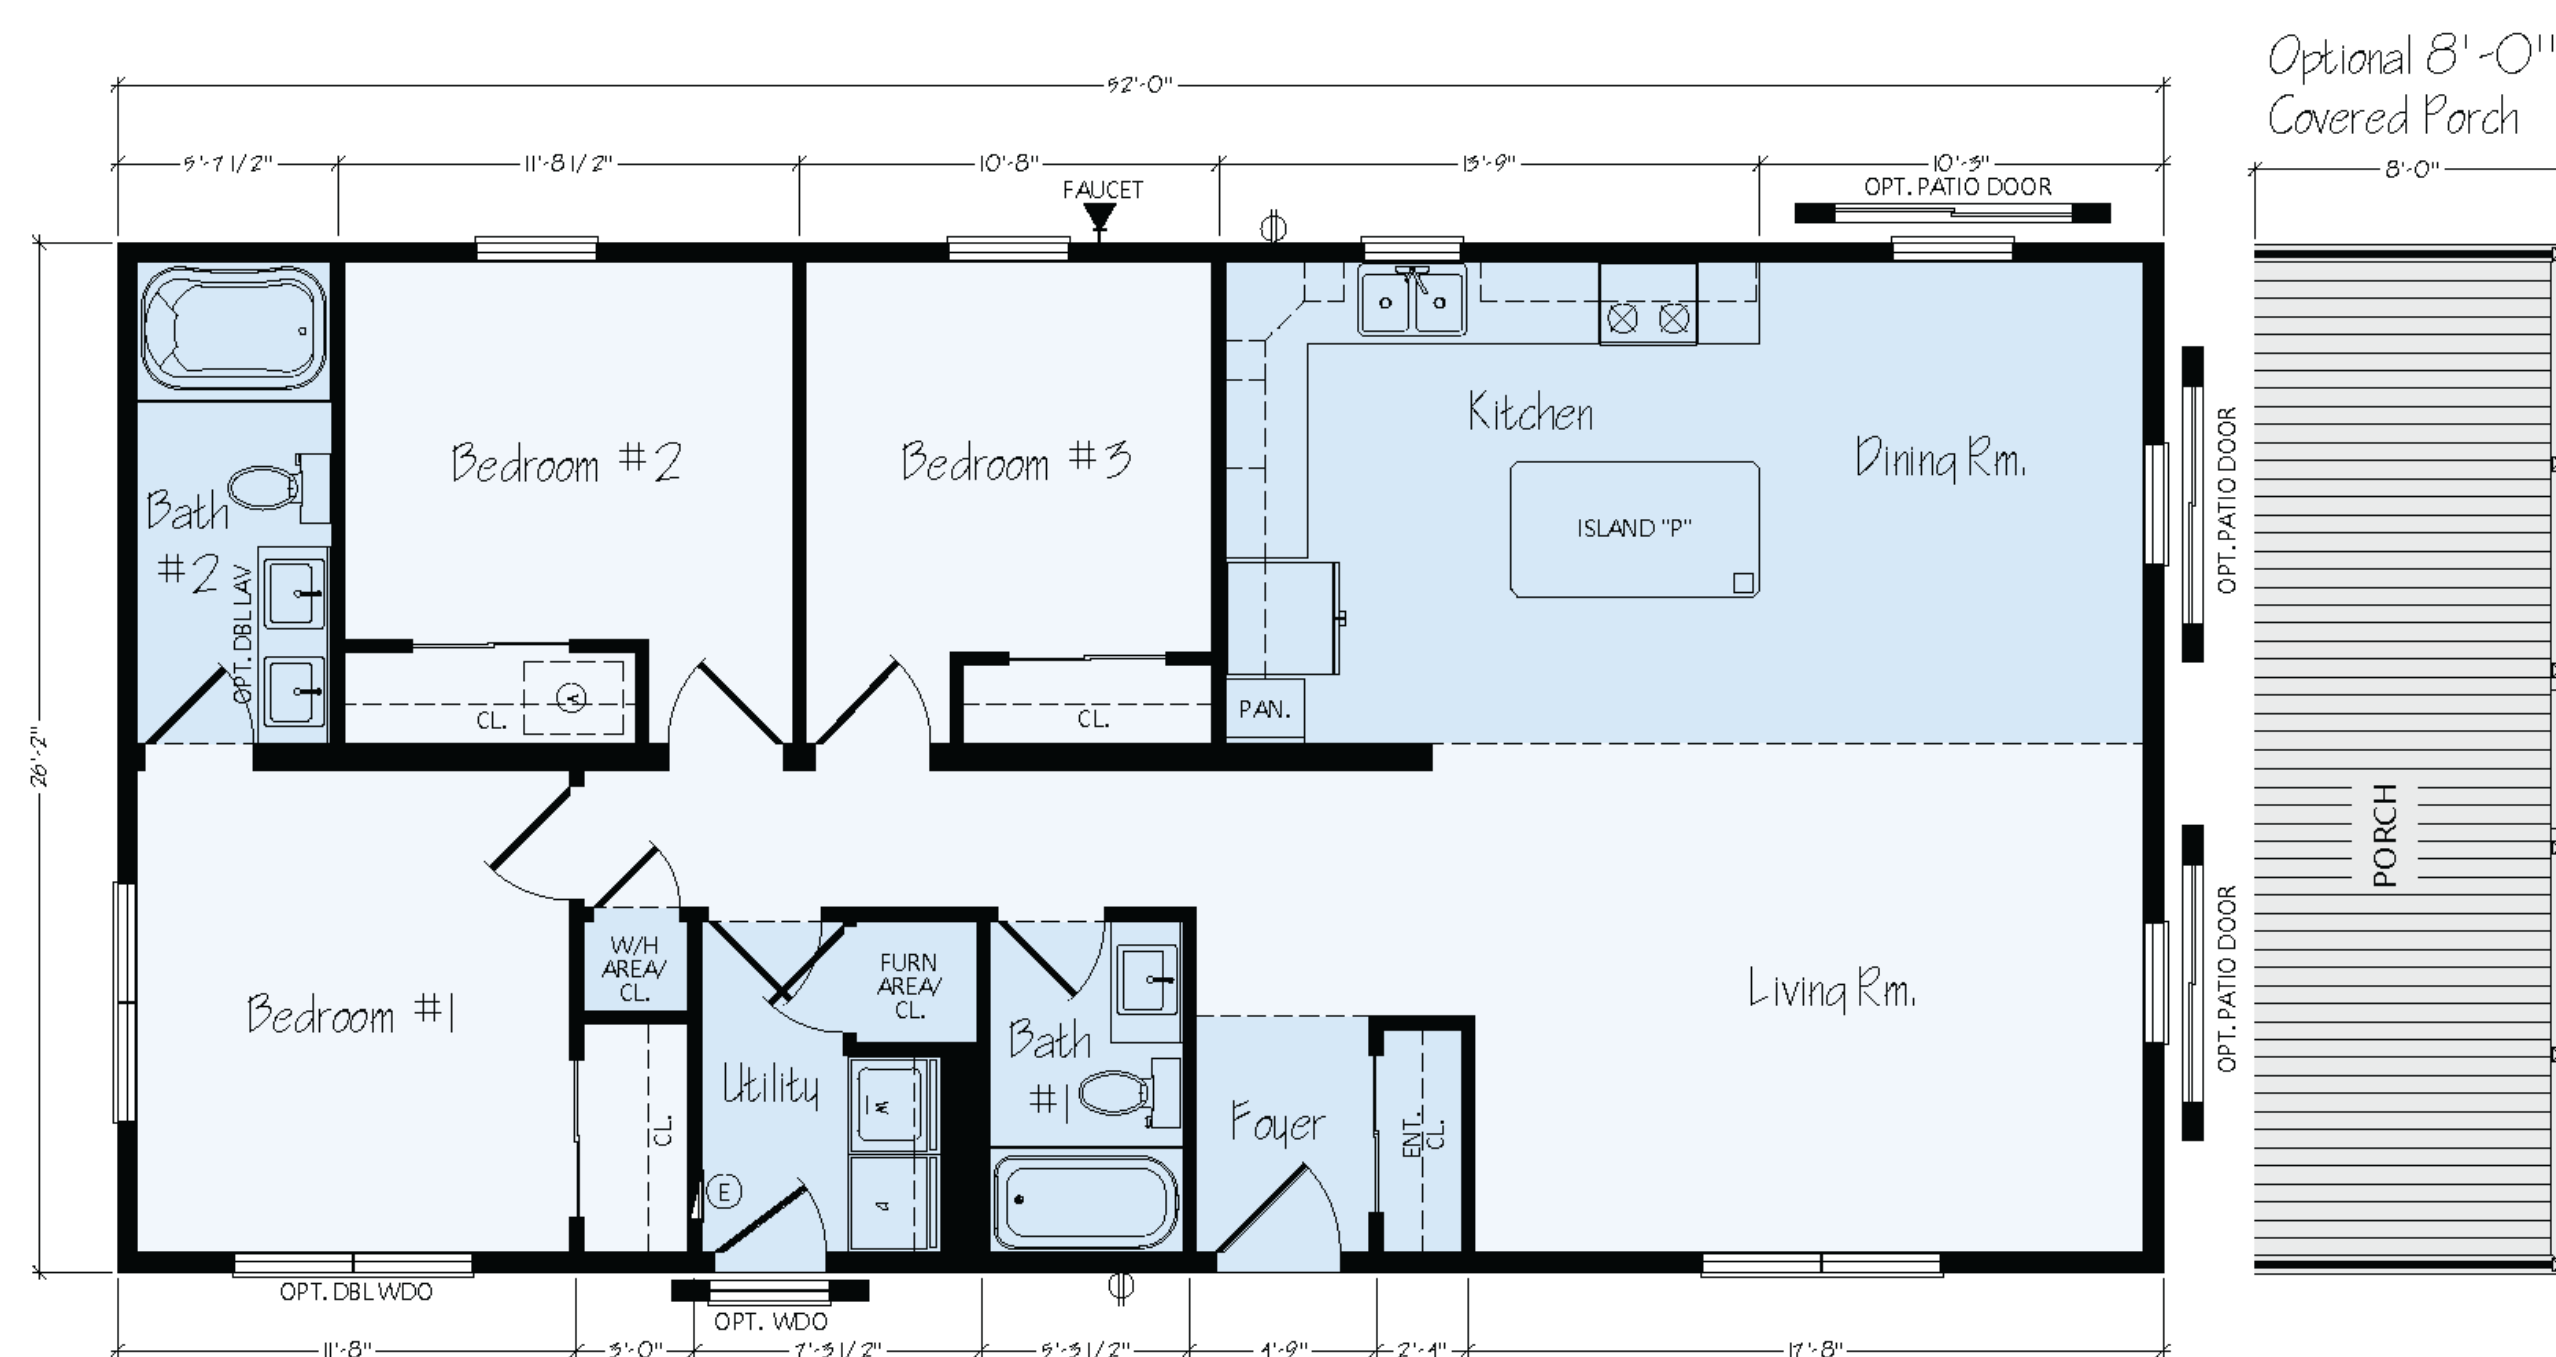 Optional 8'-0"
Covered Porch
52'-0"
5'-7 1/2"
11'-8 1/2"
10'-8"
13'-9"
10'-3"
8'-0"
FAUCET
OPT. PATIO DOOR
Kitchen
Dining Rm.
Bedroom #2
Bedroom #3
OPT. PATIO DOOR
Bath
#2
ISLAND "P"
OPT. DBL LAV
CL.
A
CL.
PAN.
26'-2"
PORCH
W/H
AREA/
CL.
FURN
AREA/
CL.
Living Rm.
OPT. PATIO DOOR
Bedroom #1
Bath
#1
Utility
W
CL.
Foyer
ENT.
CL.
E
D
OPT. DBL WDO
OPT. WDO
11'-8"
3'-0"
7'-3 1/2"
5'-3 1/2"
4'-9"
2'-4"
17'-8"